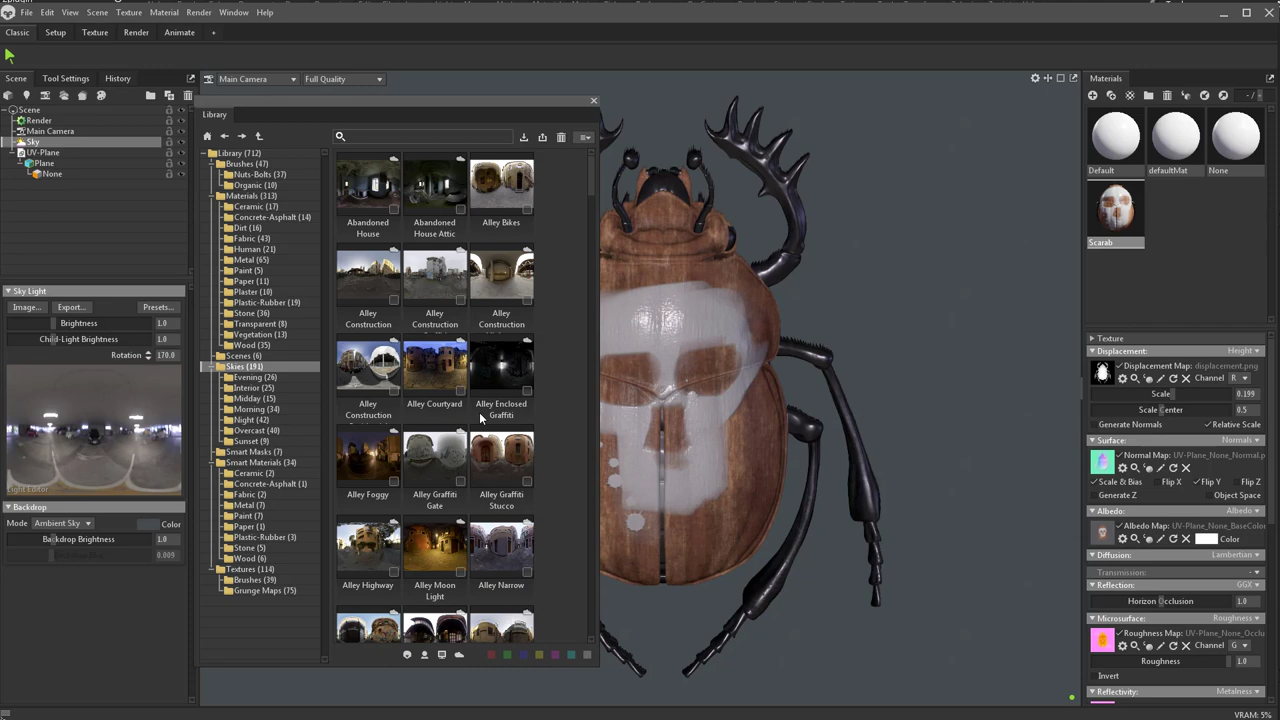 File Edit View Scene Texture Material Render Window Help
Classic Setup Texture Render Animate +
Scene Tool Settings History
Main Camera Full Quality
Scene
Render
Main Camera
Sky
UV-Plane
Plane
None
Sky Light
Image... Export... Presets...
Brightness 1.0
Child-Light Brightness 1.0
Rotation 170.0
Light Editor
Backdrop
Mode Ambient Sky Color
Backdrop Brightness 1.0
0.009
Library
Library (712)
Brushes (47)
Nuts-Bolts (37)
Organic (10)
Materials (313)
Ceramic (17)
Concrete-Asphalt (14)
Dirt (16)
Fabric (43)
Human (21)
Metal (65)
Paint (5)
Paper (11)
Plaster (10)
Plastic-Rubber (19)
Stone (36)
Transparent (8)
Vegetation (13)
Wood (35)
Scenes (6)
Skies (191)
Evening (26)
Interior (25)
Midday (15)
Morning (34)
Night (42)
Overcast (40)
Sunset (9)
Smart Masks (7)
Smart Materials (34)
Ceramic (2)
Concrete-Asphalt (1)
Fabric (2)
Metal (7)
Paint (7)
Paper (1)
Plastic-Rubber (3)
Stone (5)
Wood (6)
Textures (114)
Brushes (39)
Grunge Maps (75)
Abandoned House
Abandoned House Attic
Alley Bikes
Alley Construction
Alley Construction
Alley Construction
Alley Construction
Alley Courtyard
Alley Enclosed Graffiti
Alley Foggy
Alley Graffiti Gate
Alley Graffiti Stucco
Alley Highway
Alley Moon Light
Alley Narrow
Materials
- /
Default defaultMat None
Scarab
Texture
Displacement: Height
Displacement Map: displacement.png
Channel R
Scale 0.199
Scale Center 0.5
Generate Normals Relative Scale
Surface: Normals
Normal Map: UV-Plane_None_Normal.p
Scale & Bias Flip X Flip Y Flip Z
Generate Z Object Space
Albedo: Albedo
Albedo Map: UV-Plane_None_BaseColor
Channel Color
Diffusion: Lambertian
Transmission: -
Reflection: GGX
Horizon Occlusion 1.0
Microsurface: Roughness
Roughness Map: UV-Plane_None_Occlu
Channel G
Roughness 1.0
Invert
Reflectivity: Metalness
VRAM: 5%